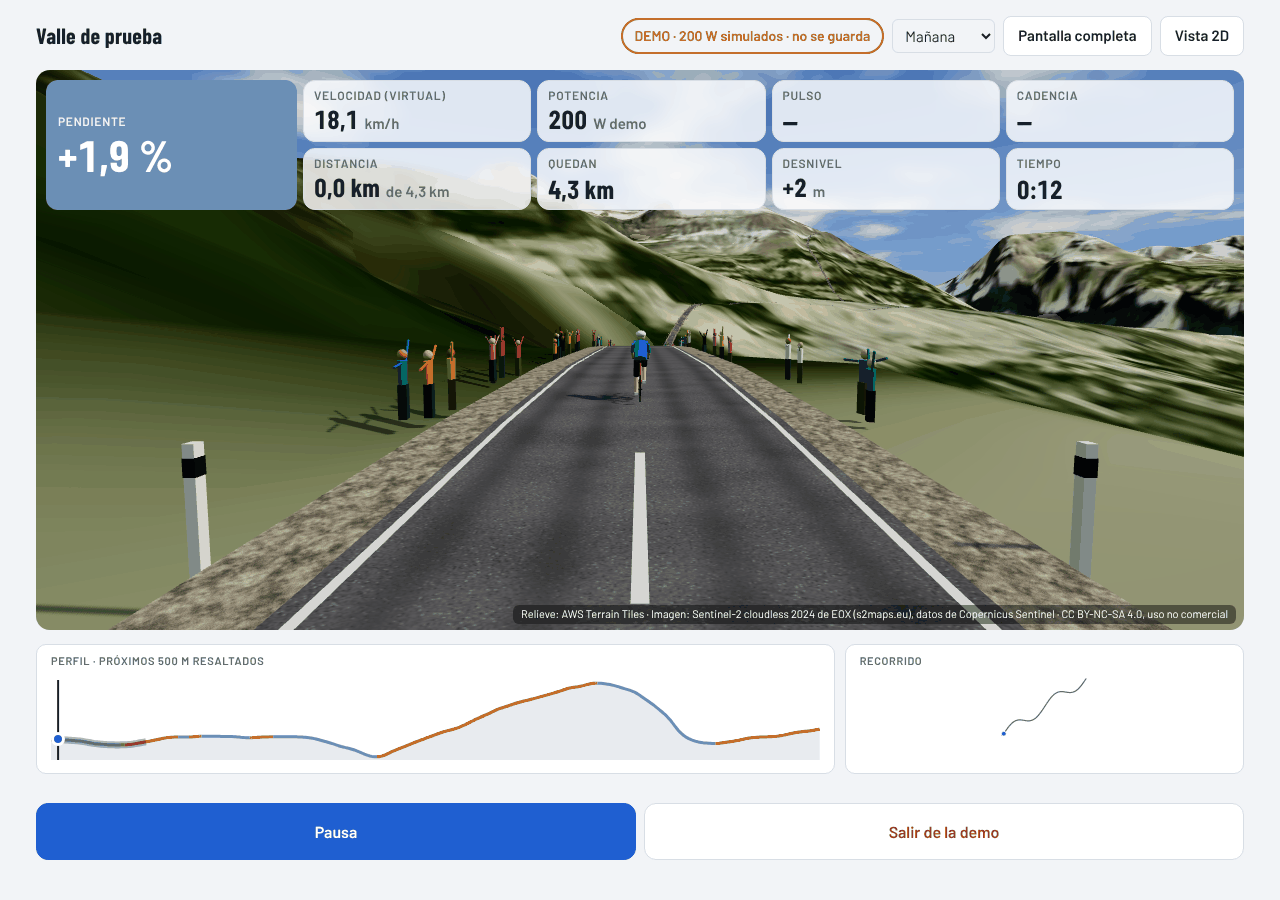 Valle de prueba
DEMO · 200 W simulados · no se guarda
Mañana
Pantalla completa
Vista 2D
PENDIENTE
+1,9 %
VELOCIDAD (VIRTUAL)
18,1 km/h
POTENCIA
200 W demo
PULSO
–
CADENCIA
–
DISTANCIA
0,0 km de 4,3 km
QUEDAN
4,3 km
DESNIVEL
+2 m
TIEMPO
0:12
Relieve: AWS Terrain Tiles · Imagen: Sentinel-2 cloudless 2024 de EOX (s2maps.eu), datos de Copernicus Sentinel · CC BY-NC-SA 4.0, uso no comercial
PERFIL · PRÓXIMOS 500 M RESALTADOS
RECORRIDO
Pausa
Salir de la demo